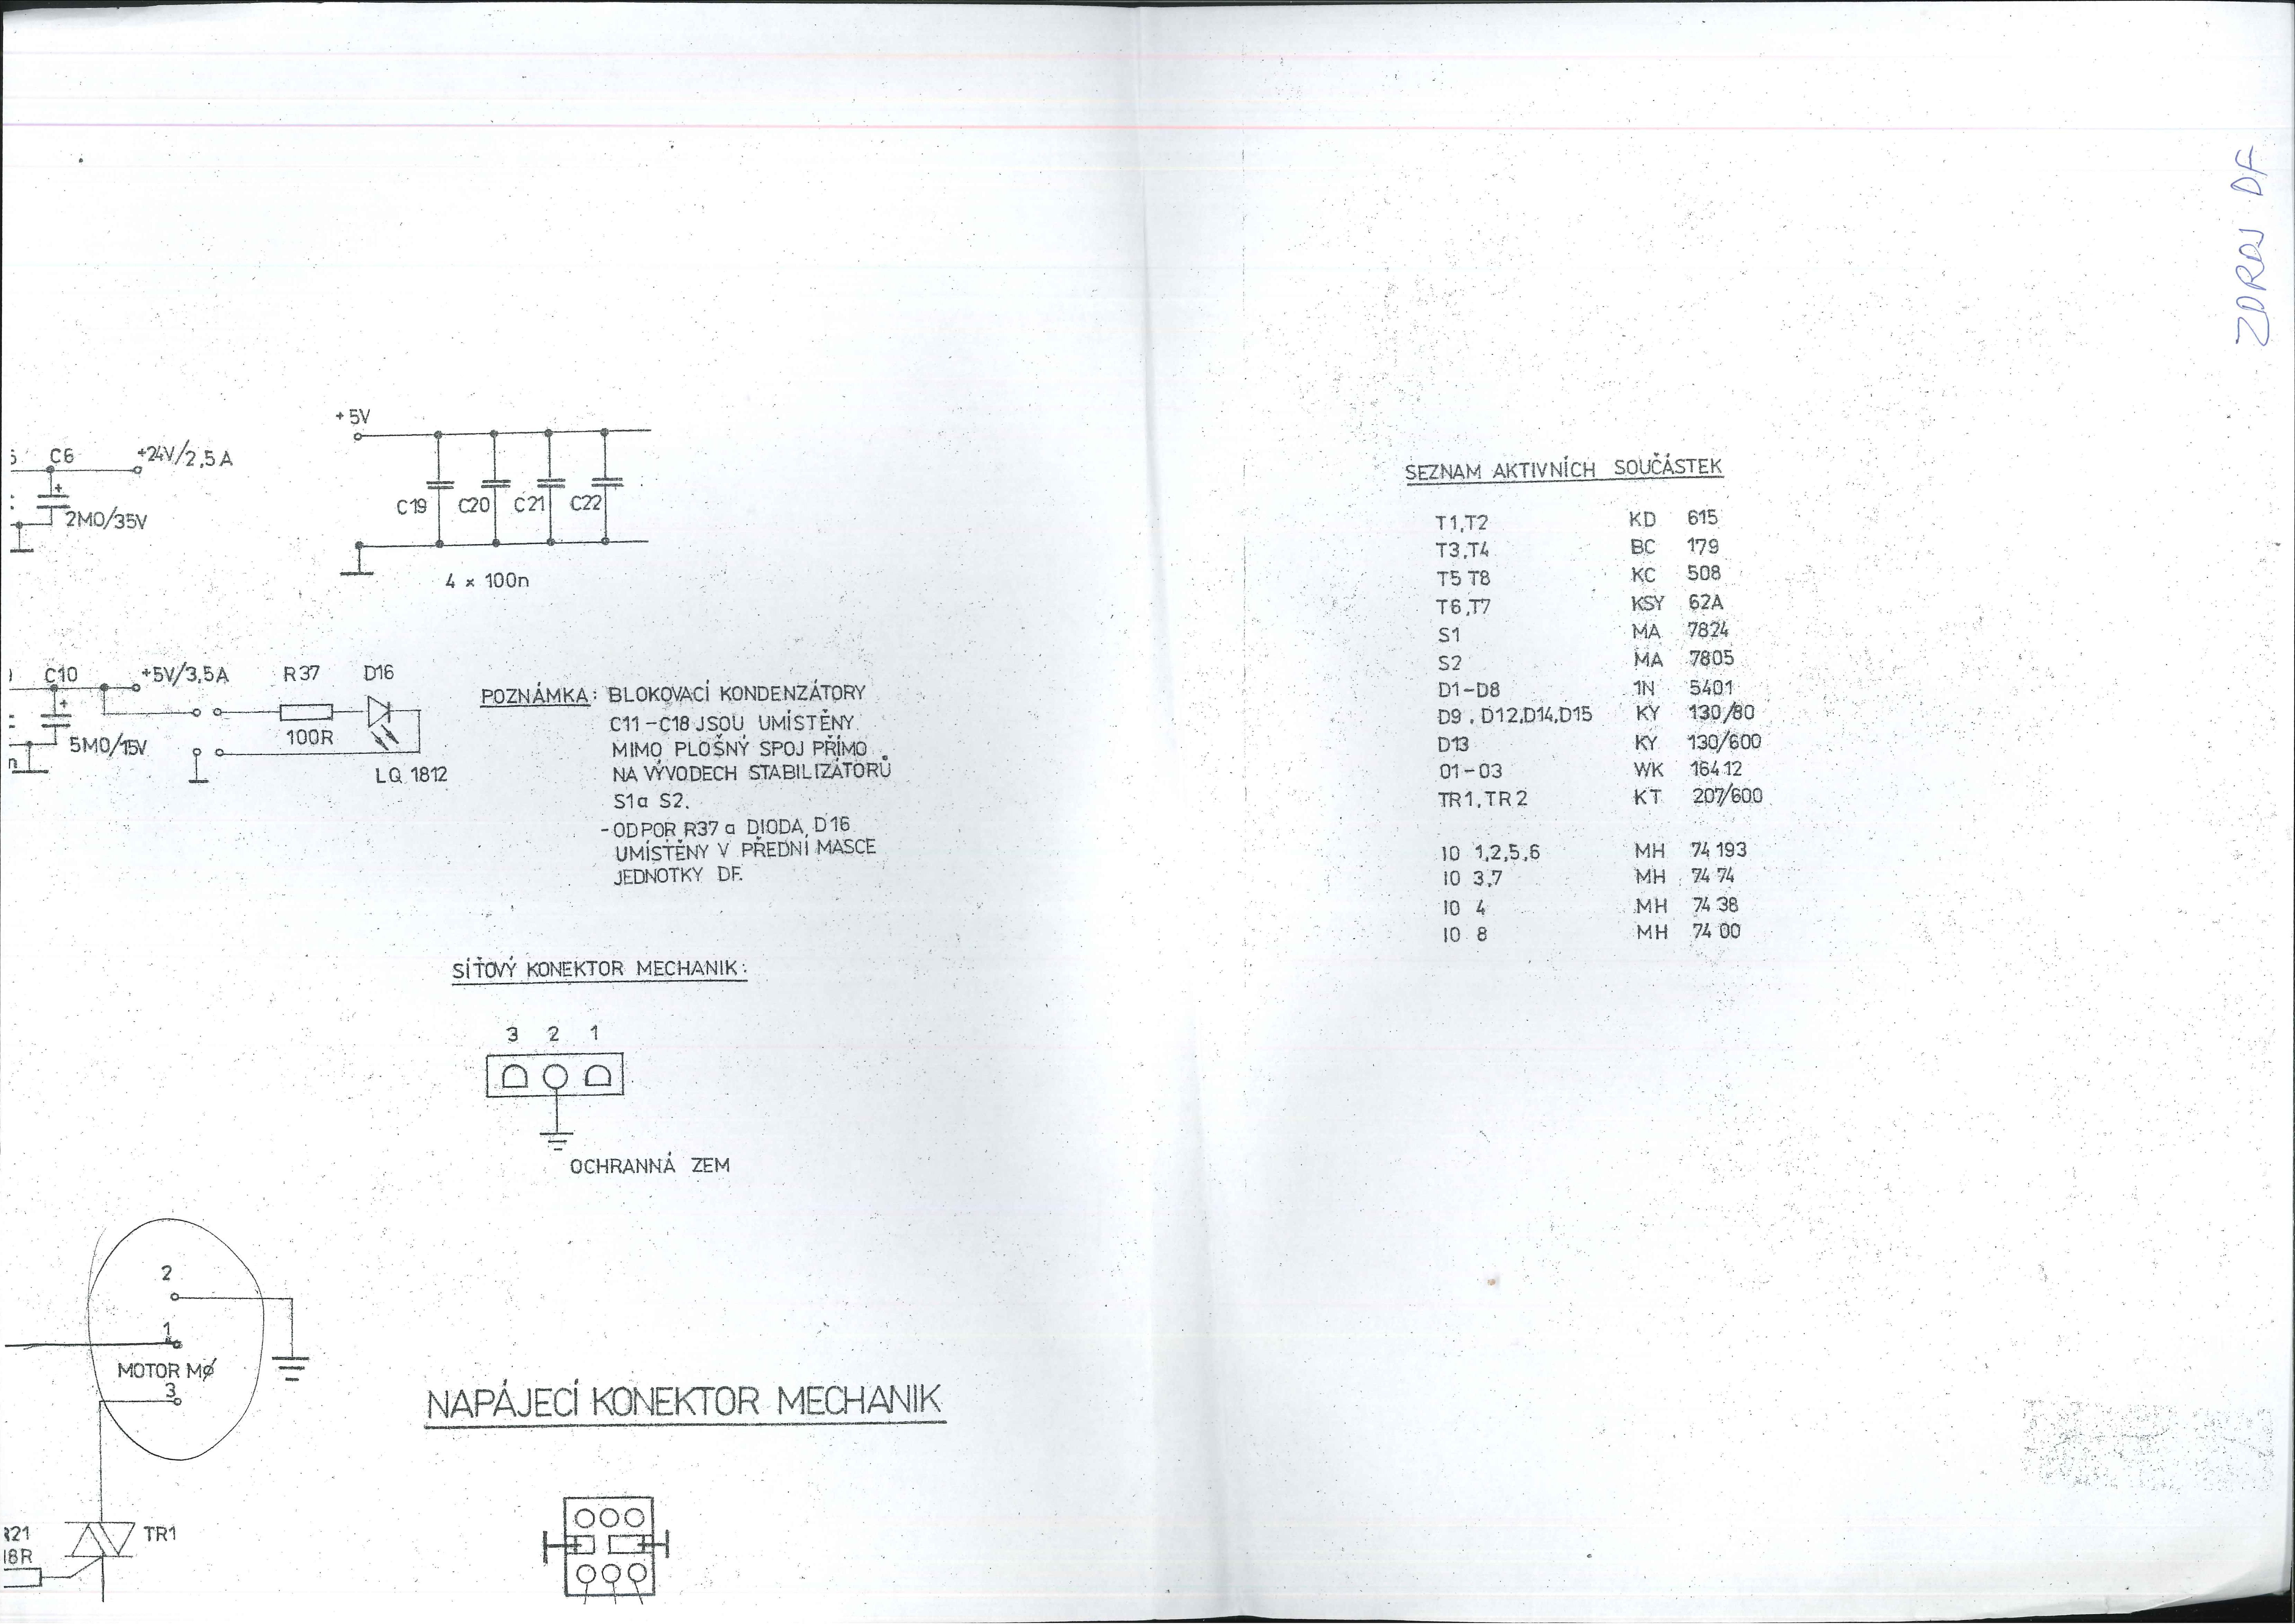 ZDROJ DF
+5V
C6
+24V/2,5A
2M0/35V
C19 C20 C21 C22
4 x 100n
C10
+5V/3,5A
R37
D16
100R
5M0/15V
LQ 1812
POZNÁMKA: BLOKOVACÍ KONDENZÁTORY
C11-C18 JSOU UMÍSTĚNY
MIMO PLOŠNÝ SPOJ PŘÍMO
NA VÝVODECH STABILIZÁTORŮ
S1a S2.
-ODPOR R37 a DIODA D16
UMÍSTĚNY V PŘEDNÍ MASCE
JEDNOTKY DF.
SÍŤOVÝ KONEKTOR MECHANIK:
3 2 1
OCHRANNÁ ZEM
2
1
MOTOR MØ
3
TR1
18R
NAPÁJECÍ KONEKTOR MECHANIK
SEZNAM AKTIVNÍCH SOUČÁSTEK
T1,T2 KD 615
T3,T4 BC 179
T5 T8 KC 508
T6,T7 KSY 62A
S1 MA 7824
S2 MA 7805
D1-D8 1N 5401
D9, D12,D14,D15 KY 130/80
D13 KY 130/600
O1-O3 WK 16412
TR1,TR2 KT 207/600
IO 1,2,5,6 MH 74 193
IO 3,7 MH 74 74
IO 4 MH 74 38
IO 8 MH 74 00